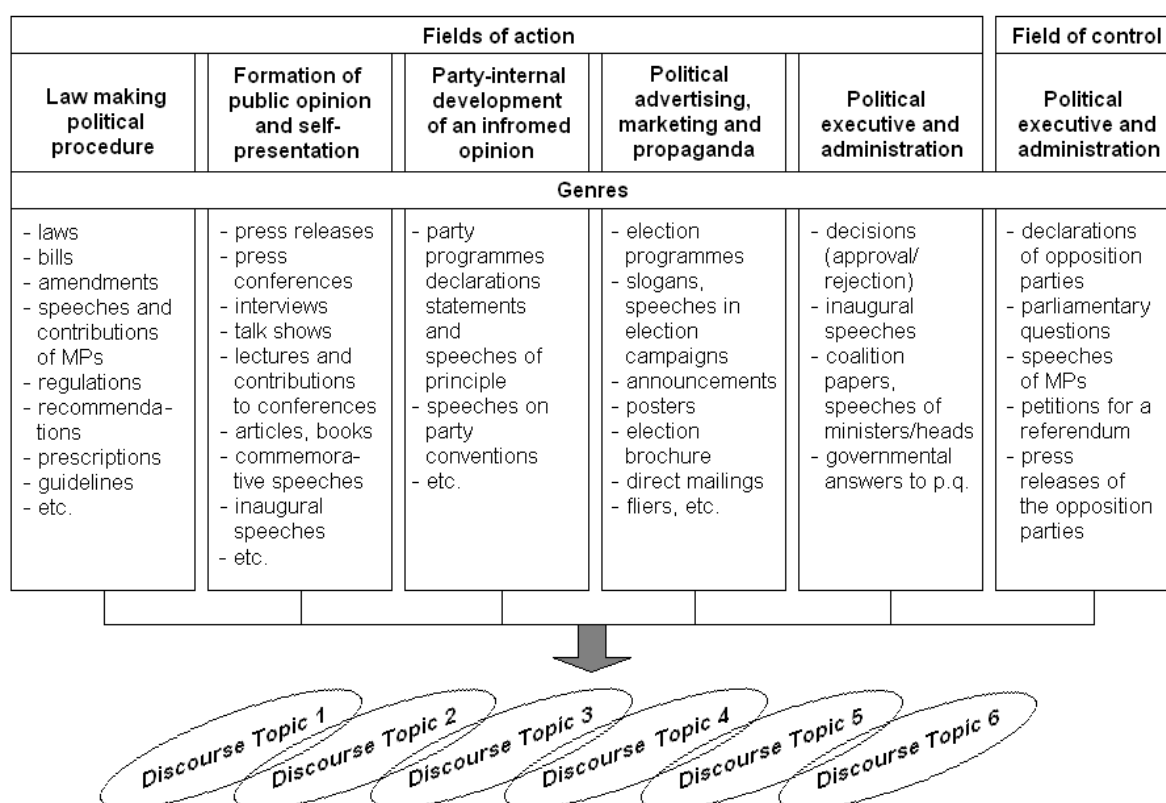 Fields of action
Field of control
Law making
political
procedure
Formation of
public opinion
and self-
presentation
Party-internal
development
of an infromed
opinion
Political
advertising,
marketing and
propaganda
Political
executive and
administration
Political
executive and
administration
Genres
- laws
- bills
- amendments
- speeches and
contributions
of MPs
- regulations
- recommenda-
tions
- prescriptions
- guidelines
- etc.
- press releases
- press
conferences
- interviews
- talk shows
- lectures and
contributions
to conferences
- articles, books
- commemora-
tive speeches
- inaugural
speeches
- etc.
- party
programmes
declarations
statements
and
speeches of
principle
- speeches on
party
conventions
- etc.
- election
programmes
- slogans,
speeches in
election
campaigns
- announcements
- posters
- election
brochure
- direct mailings
- fliers, etc.
- decisions
(approval/
rejection)
- inaugural
speeches
- coalition
papers,
speeches of
ministers/heads
- governmental
answers to p.q.
- declarations
of opposition
parties
- parliamentary
questions
- speeches
of MPs
- petitions for a
referendum
- press
releases of
the opposition
parties
Discourse Topic 1
Discourse Topic 2
Discourse Topic 3
Discourse Topic 4
Discourse Topic 5
Discourse Topic 6